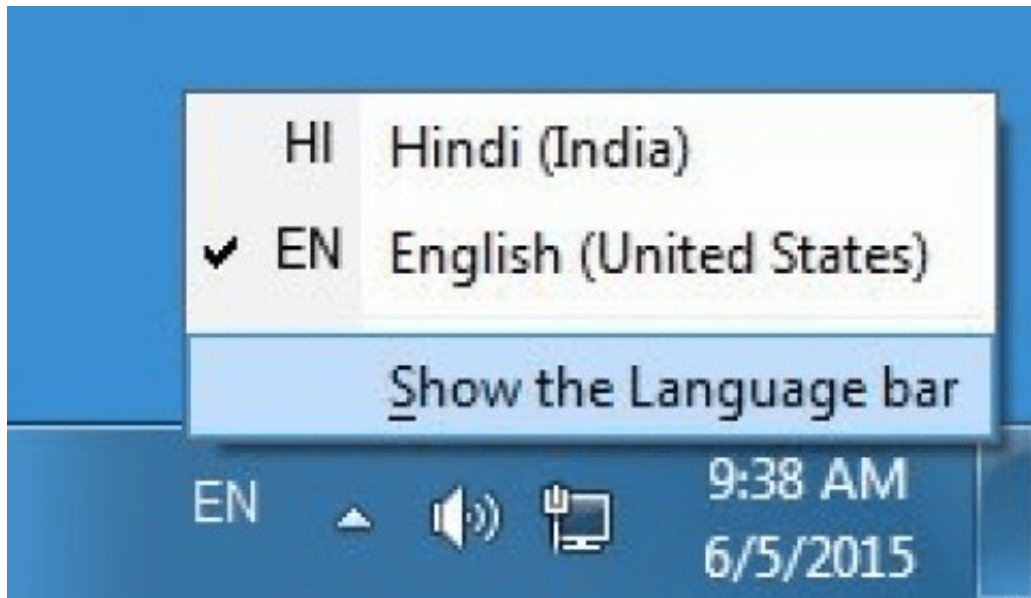 HI Hindi (India)
EN English (United States)
Show the Language bar
EN
9:38 AM
6/5/2015